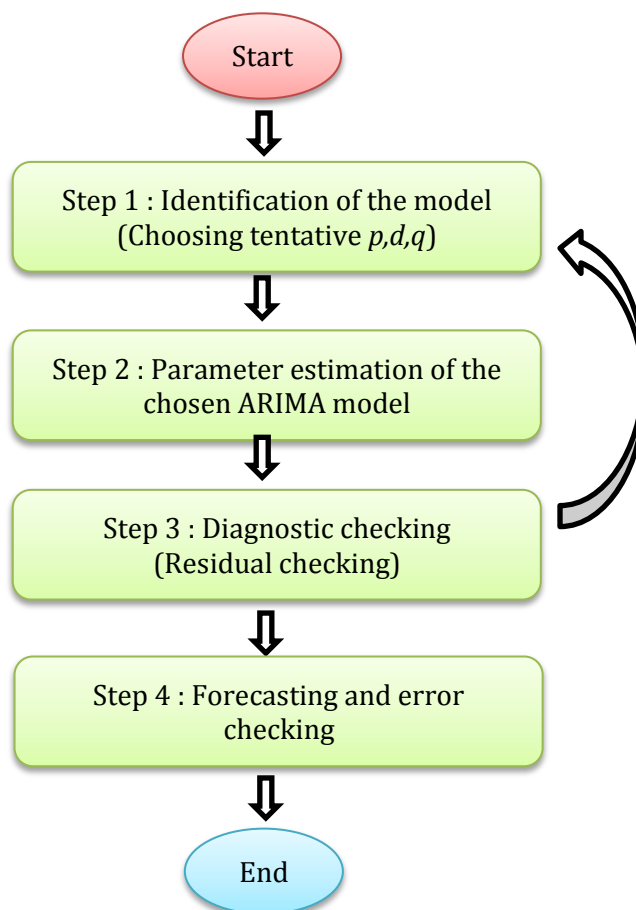 Start
Step 1 : Identification of the model
(Choosing tentative p,d,q)
Step 2 : Parameter estimation of the
chosen ARIMA model
Step 3 : Diagnostic checking
(Residual checking)
Step 4 : Forecasting and error
checking
End